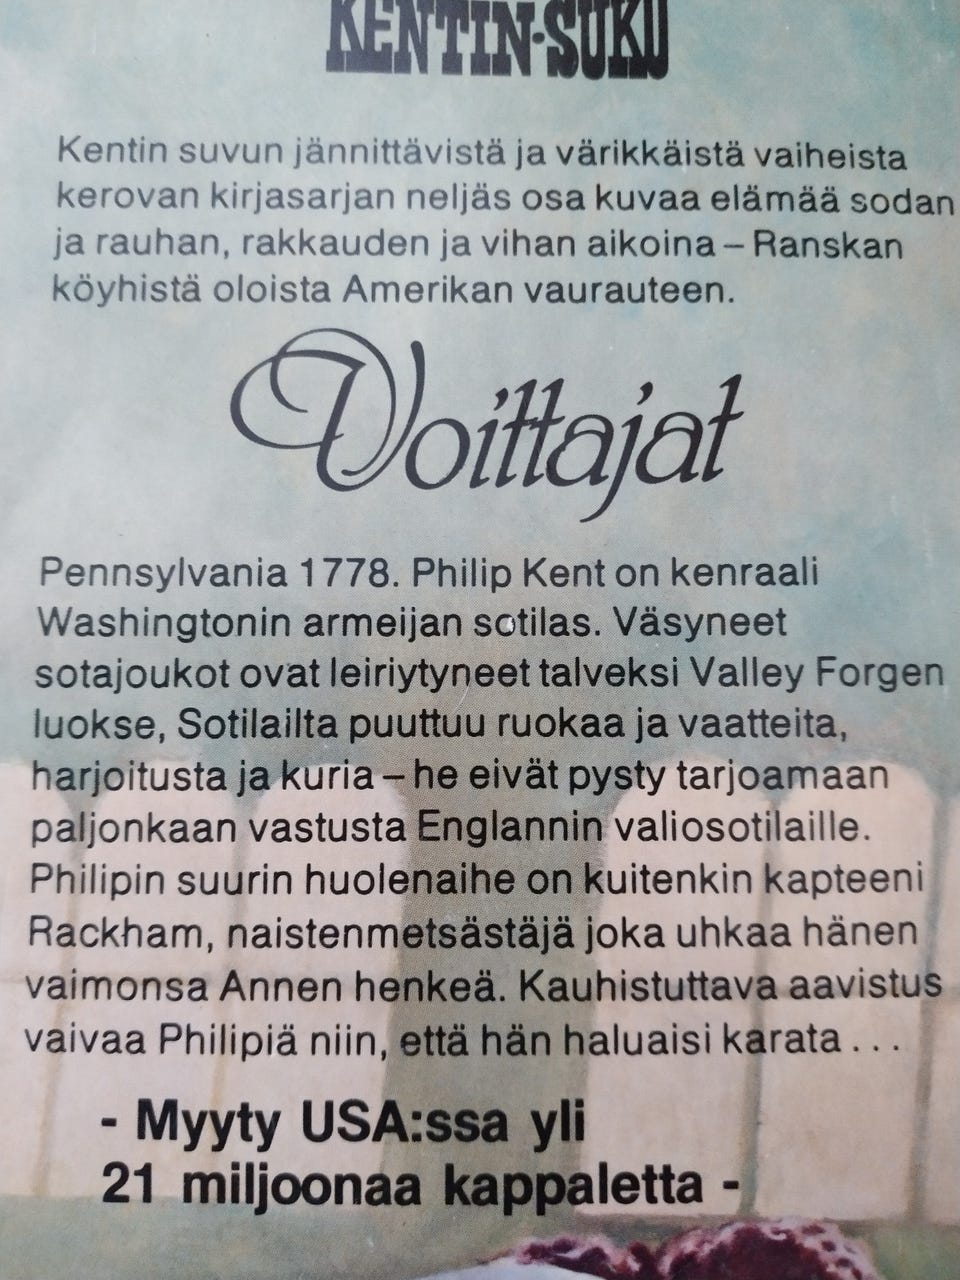 KENTIN-SUKU
Kentin suvun jännittävistä ja värikkäistä vaiheista
kerovan kirjasarjan neljäs osa kuvaa elämää sodan
ja rauhan, rakkauden ja vihan aikoina – Ranskan
köyhistä oloista Amerikan vaurauteen.
Voittajat
Pennsylvania 1778. Philip Kent on kenraali
Washingtonin armeijan sotilas. Väsyneet
sotajoukot ovat leiriytyneet talveksi Valley Forgen
luokse, Sotilailta puuttuu ruokaa ja vaatteita,
harjoitusta ja kuria – he eivät pysty tarjoamaan
paljonkaan vastusta Englannin valiosotilaille.
Philipin suurin huolenaihe on kuitenkin kapteeni
Rackham, naistenmetsästäjä joka uhkaa hänen
vaimonsa Annen henkeä. Kauhistuttava aavistus
vaivaa Philipiä niin, että hän haluaisi karata . . .
- Myyty USA:ssa yli
21 miljoonaa kappaletta -